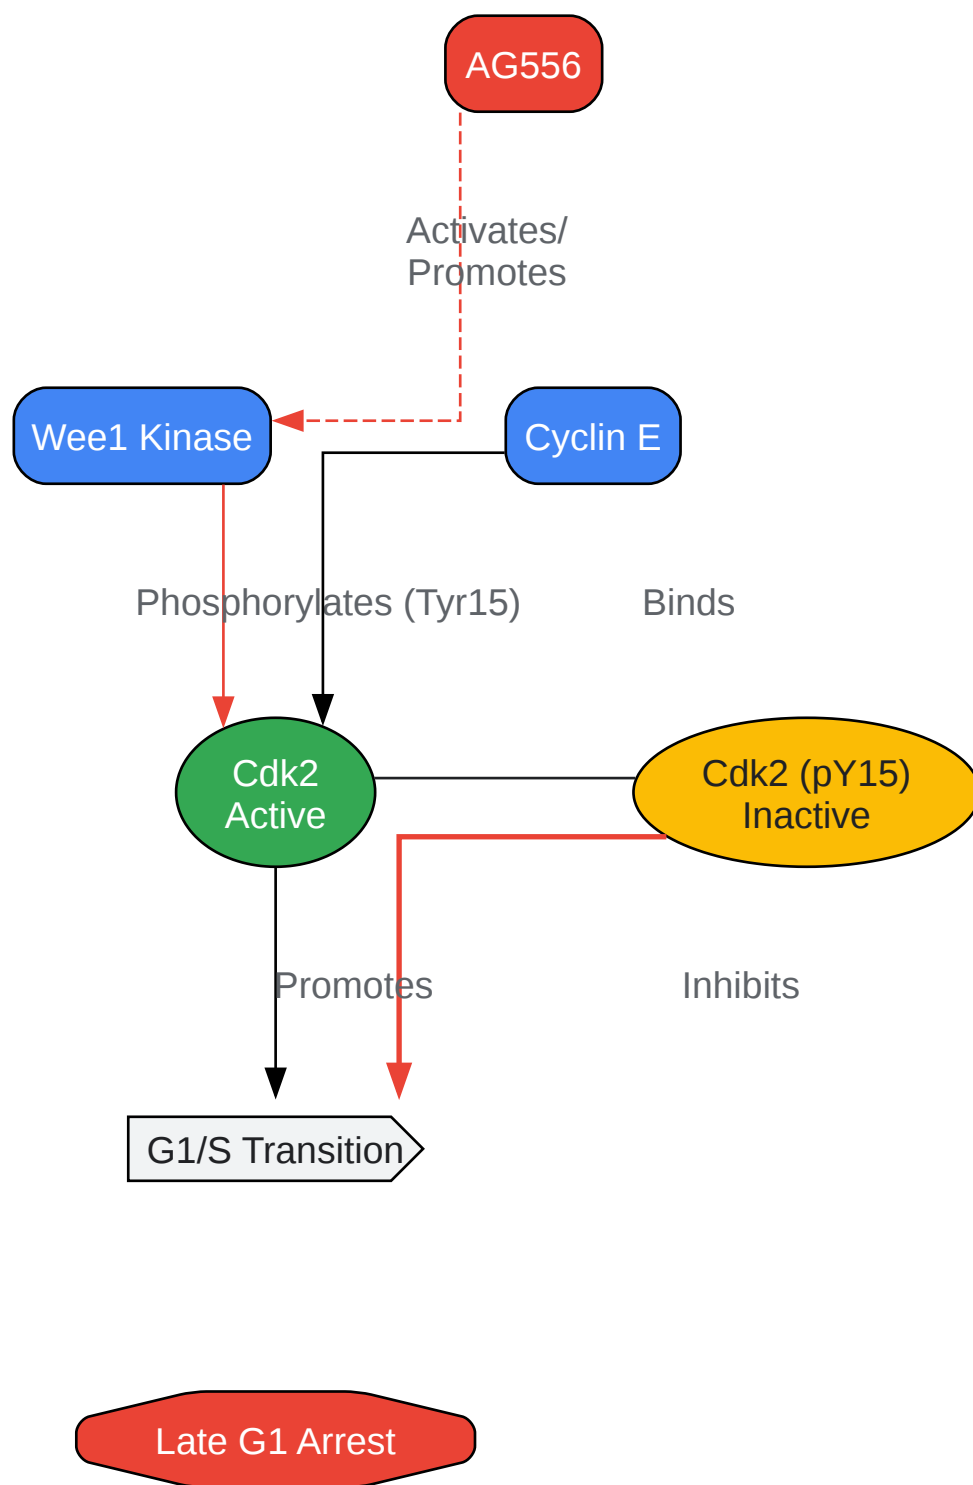 AG556
Activates/
Promotes
Wee1 Kinase
Cyclin E
Phosphorylates (Tyr15)
Binds
Cdk2
Active
Cdk2 (pY15)
Inactive
Promotes
Inhibits
G1/S Transition
Late G1 Arrest